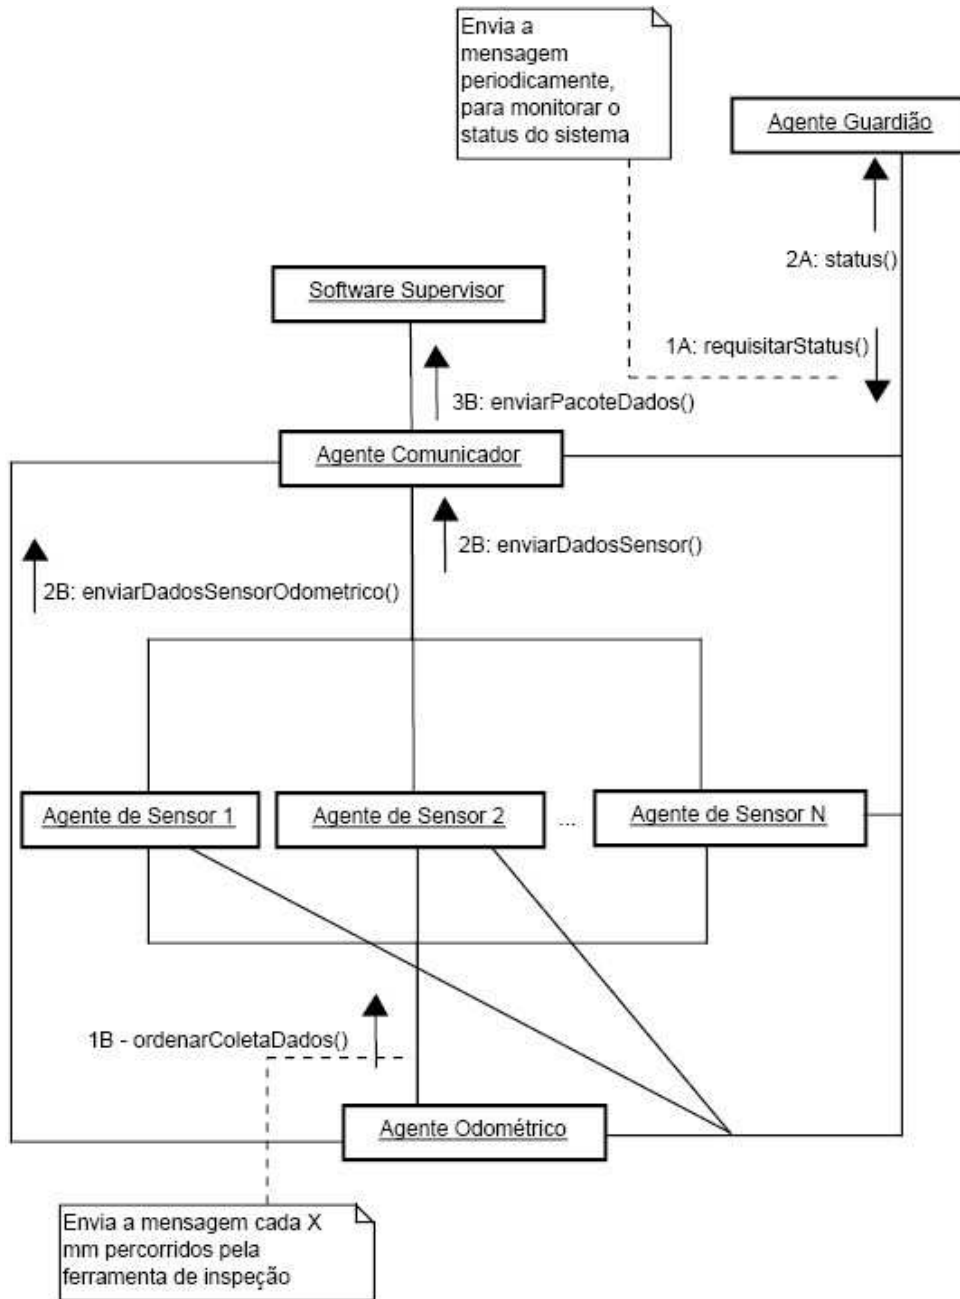 Envia a
mensagem
periodicamente,
para monitorar o
status do sistema
Agente Guardião
2A: status()
Software Supervisor
1A: requisitarStatus()
3B: enviarPacoteDados()
Agente Comunicador
2B: enviarDadosSensor()
2B: enviarDadosSensorOdometrico()
Agente de Sensor 1
Agente de Sensor 2
...
Agente de Sensor N
1B - ordenarColetaDados()
Agente Odométrico
Envia a mensagem cada X
mm percorridos pela
ferramenta de inspeção